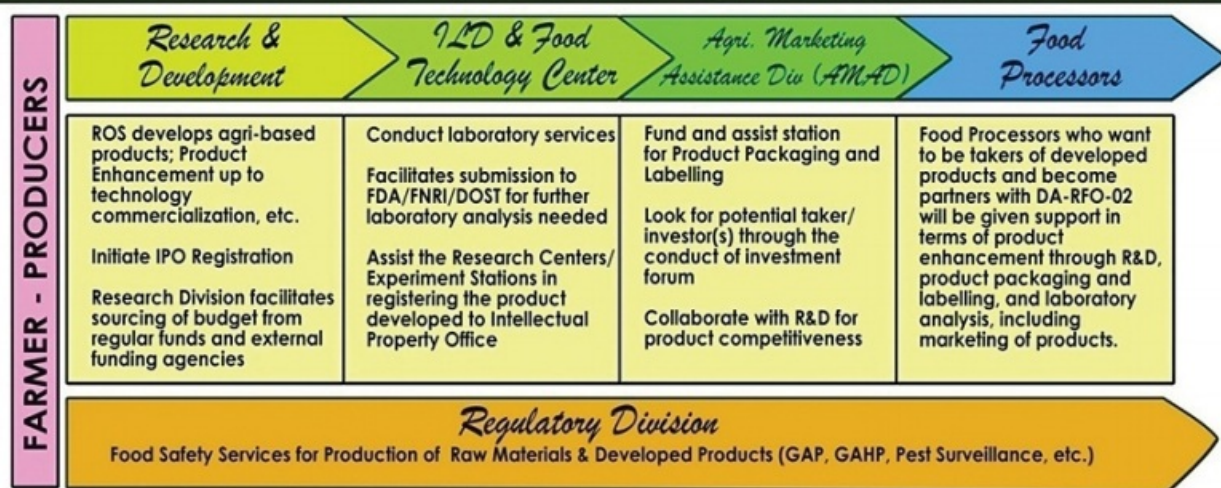 FARMER - PRODUCERS
Research &
Development
ILD & Food
Technology Center
Agri. Marketing
Assistance Div (AMAD)
Food
Processors
ROS develops agri-based
products; Product
Enhancement up to
technology
commercialization, etc.
Initiate IPO Registration
Research Division facilitates
sourcing of budget from
regular funds and external
funding agencies
Conduct laboratory services
Facilitates submission to
FDA/FNRI/DOST for further
laboratory analysis needed
Assist the Research Centers/
Experiment Stations in
registering the product
developed to Intellectual
Property Office
Fund and assist station
for Product Packaging and
Labelling
Look for potential taker/
investor(s) through the
conduct of investment
forum
Collaborate with R&D for
product competitiveness
Food Processors who want
to be takers of developed
products and become
partners with DA-RFO-02
will be given support in
terms of product
enhancement through R&D,
product packaging and
labelling, and laboratory
analysis, including
marketing of products.
Regulatory Division
Food Safety Services for Production of Raw Materials & Developed Products (GAP, GAHP, Pest Surveillance, etc.)